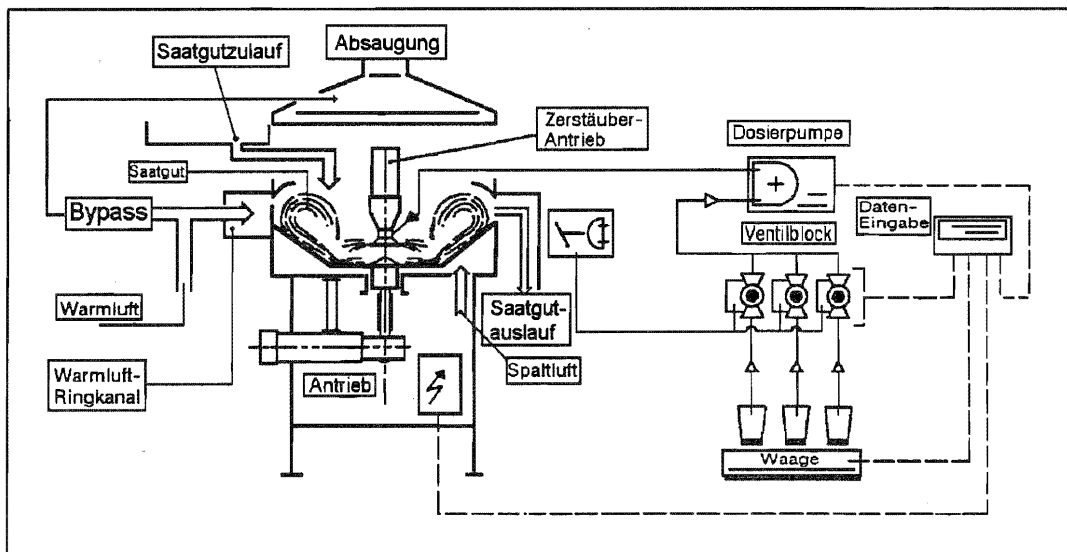 Absaugung
Saatgutzulauf
Zerstäuber-
Antrieb
Dosierpumpe
Saatgut
Bypass
Daten-
Eingabe
Ventilblock
Warmluft
Saatgut-
auslauf
Spaltluft
Warmluft-
Ringkanal
Antrieb
Waage